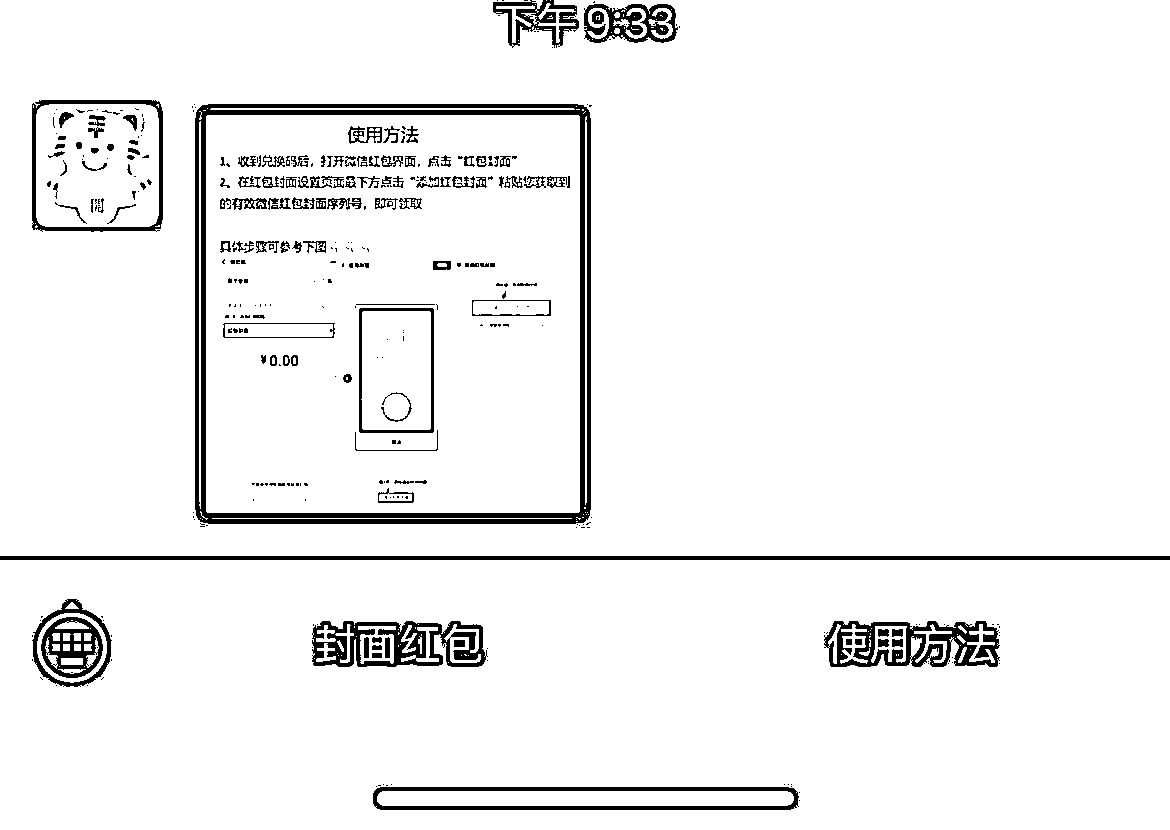 下午 9:33
開
使用方法
1、收到兑换码后，打开微信红包界面，点击“红包封面”
2、在红包封面设置页面最下方点击“添加红包封面”粘贴您获取到
的有效微信红包封面序列号，即可领取
具体步骤可参考下图
¥0.00
封面红包
使用方法